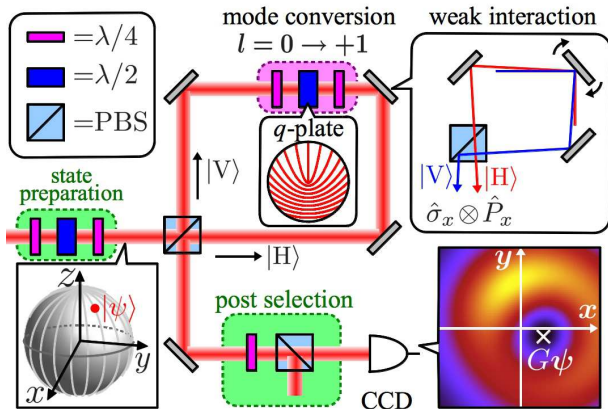 =λ/4
=λ/2
=PBS
mode conversion
l = 0 → +1
q-plate
weak interaction
|V⟩
|H⟩
σ̂ₓ ⊗ P̂ₓ
state
preparation
|V⟩
|H⟩
z
|ψ⟩
y
x
post selection
CCD
y
x
Gψ